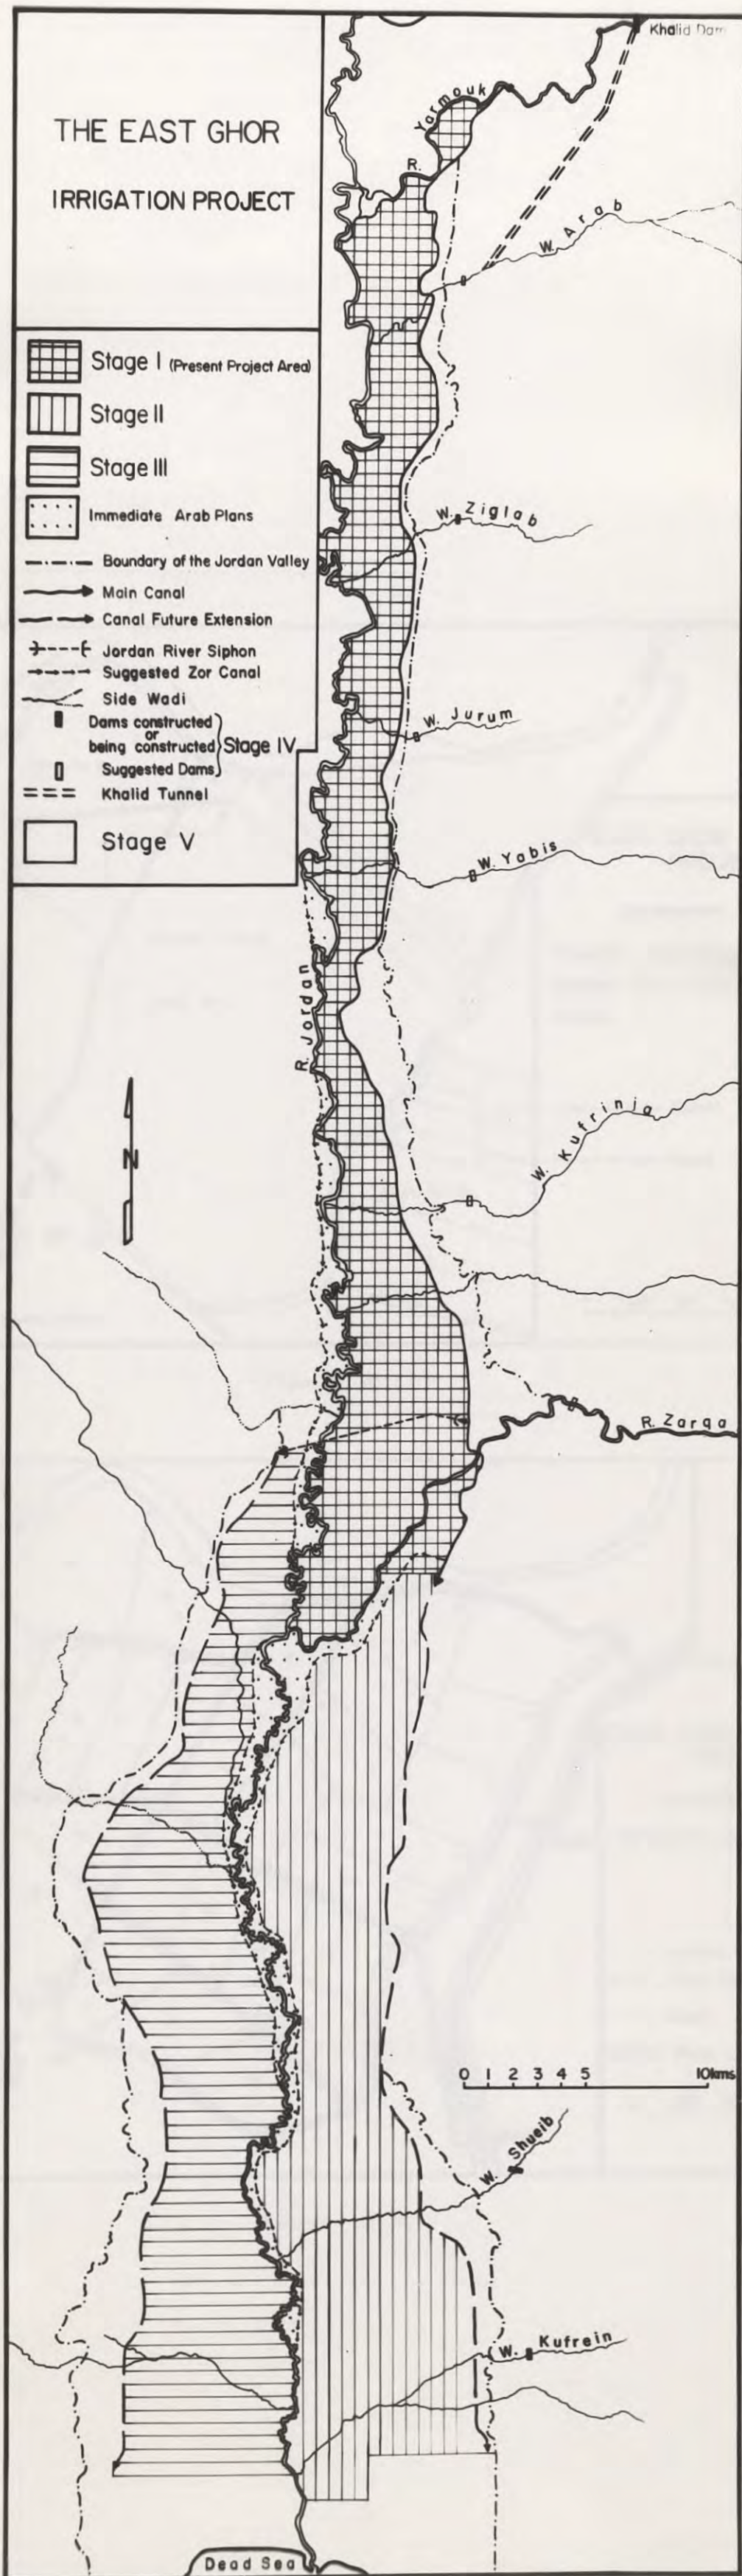 THE EAST GHOR
IRRIGATION PROJECT
Stage I (Present Project Area)
Stage II
Stage III
Immediate Arab Plans
Boundary of the Jordan Valley
Main Canal
Canal Future Extension
Jordan River Siphon
Suggested Zor Canal
Side Wadi
Dams constructed
or
being constructed
Stage IV
Suggested Dams
Khalid Tunnel
Stage V
Khalid Dam
R. Yarmouk
W. Arab
W. Ziglab
W. Jurum
W. Yabis
R. Jordan
N
W. Kufrinja
R. Zarqa
0 1 2 3 4 5 10kms
W. Shueib
W. Kufrein
Dead Sea